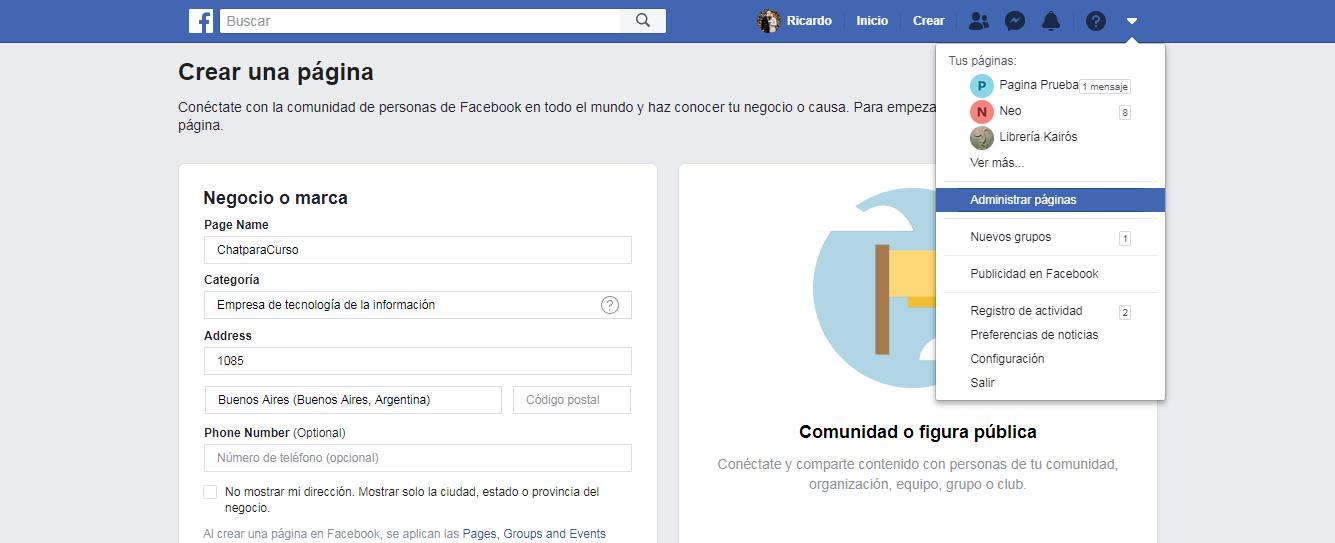 Buscar
Ricardo
Inicio
Crear
Crear una página
Conéctate con la comunidad de personas de Facebook en todo el mundo y haz conocer tu negocio o causa. Para empeza
página.
Negocio o marca
Page Name
ChatparaCurso
Categoría
Empresa de tecnología de la información
?
Address
1085
Buenos Aires (Buenos Aires, Argentina)
Código postal
Phone Number (Optional)
Número de teléfono (opcional)
No mostrar mi dirección. Mostrar solo la ciudad, estado o provincia del
negocio.
Al crear una página en Facebook, se aplican las Pages, Groups and Events
Comunidad o figura pública
Conéctate y comparte contenido con personas de tu comunidad,
organización, equipo, grupo o club.
Tus páginas:
P Pagina Prueba 1 mensaje
N Neo 8
Librería Kairós
Ver más...
Administrar páginas
Nuevos grupos 1
Publicidad en Facebook
Registro de actividad 2
Preferencias de noticias
Configuración
Salir